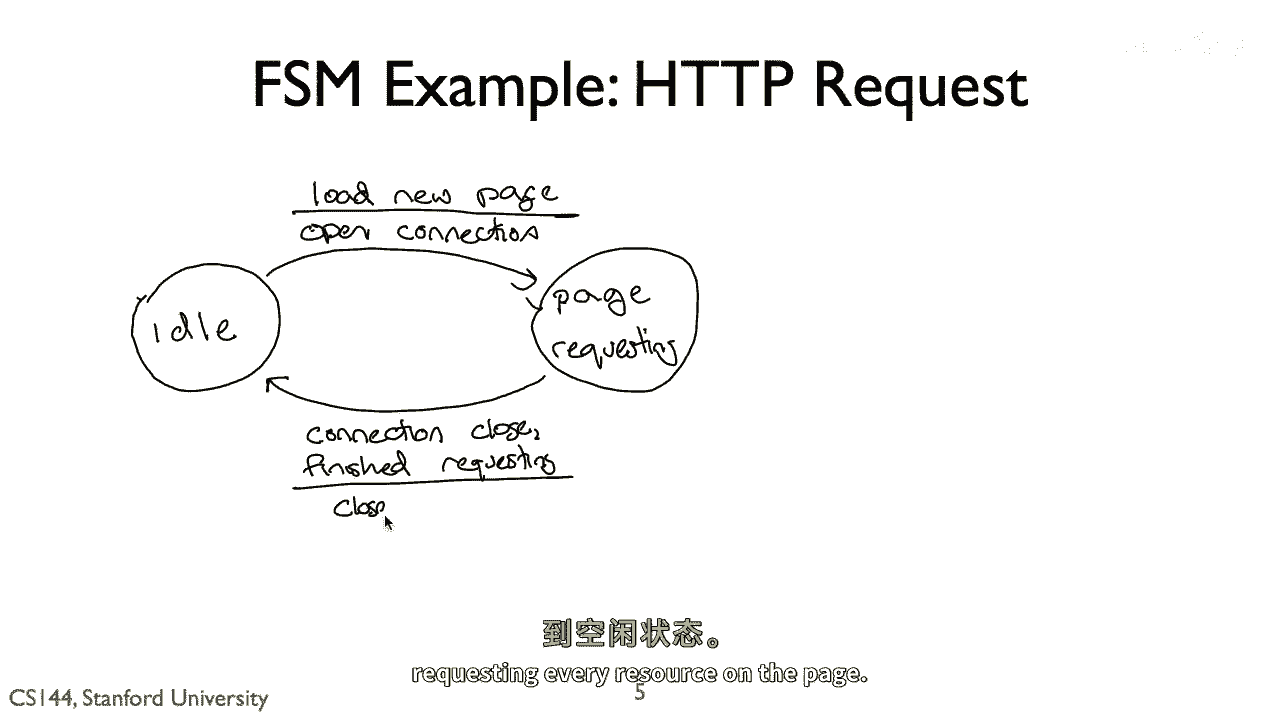 FSM Example: HTTP Request
load new page
open connection
idle
page
requesting
connection close,
finished requesting
close
到空闲状态。
requesting every resource on the page.
5
CS144, Stanford University